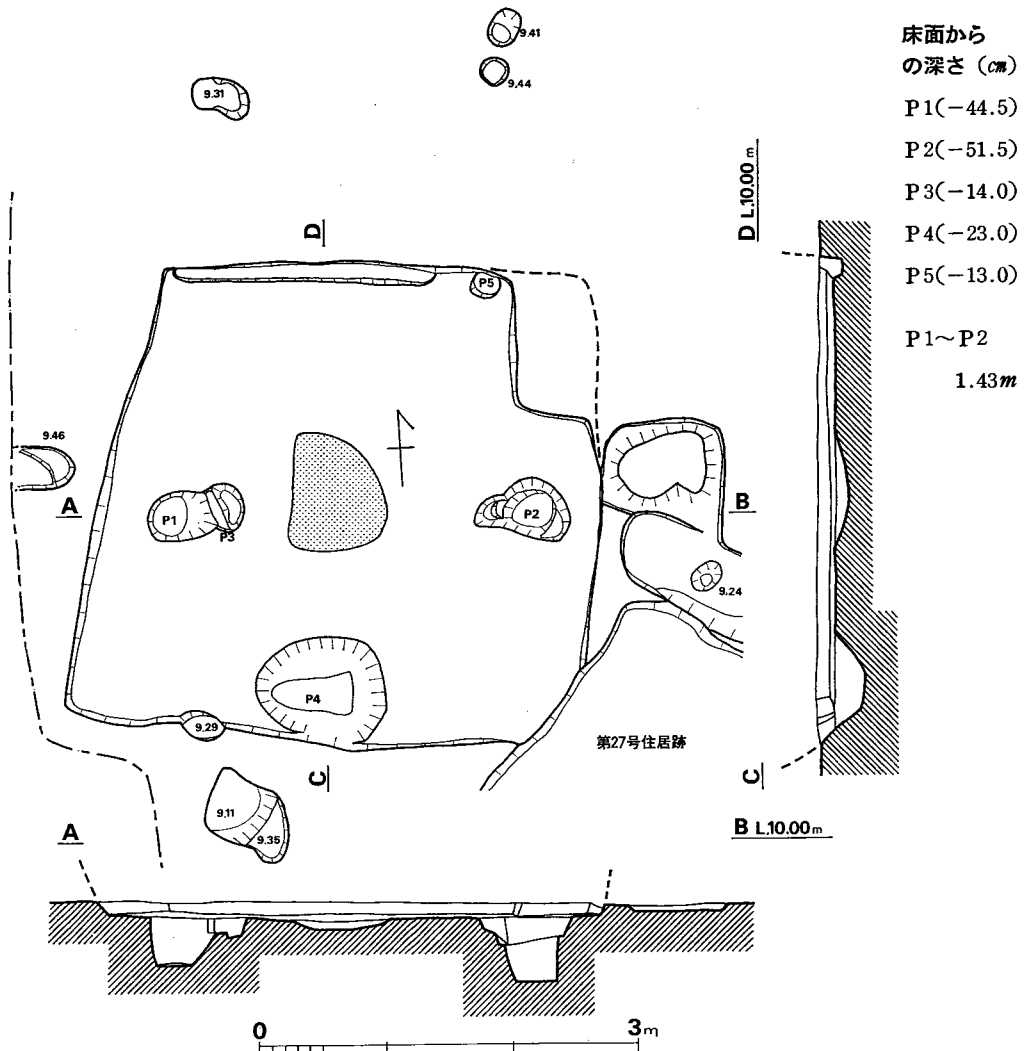 9.41
9.44
9.31
床面から
の深さ (cm)
P1(-44.5)
P2(-51.5)
P3(-14.0)
P4(-23.0)
P5(-13.0)
P1~P2
1.43m
D
D L.10.00m
P5
9.46
A
P1
P3
P2
B
9.24
P4
9.29
第27号住居跡
C
C
9.11
9.35
A
B L.10.00m
0
3m